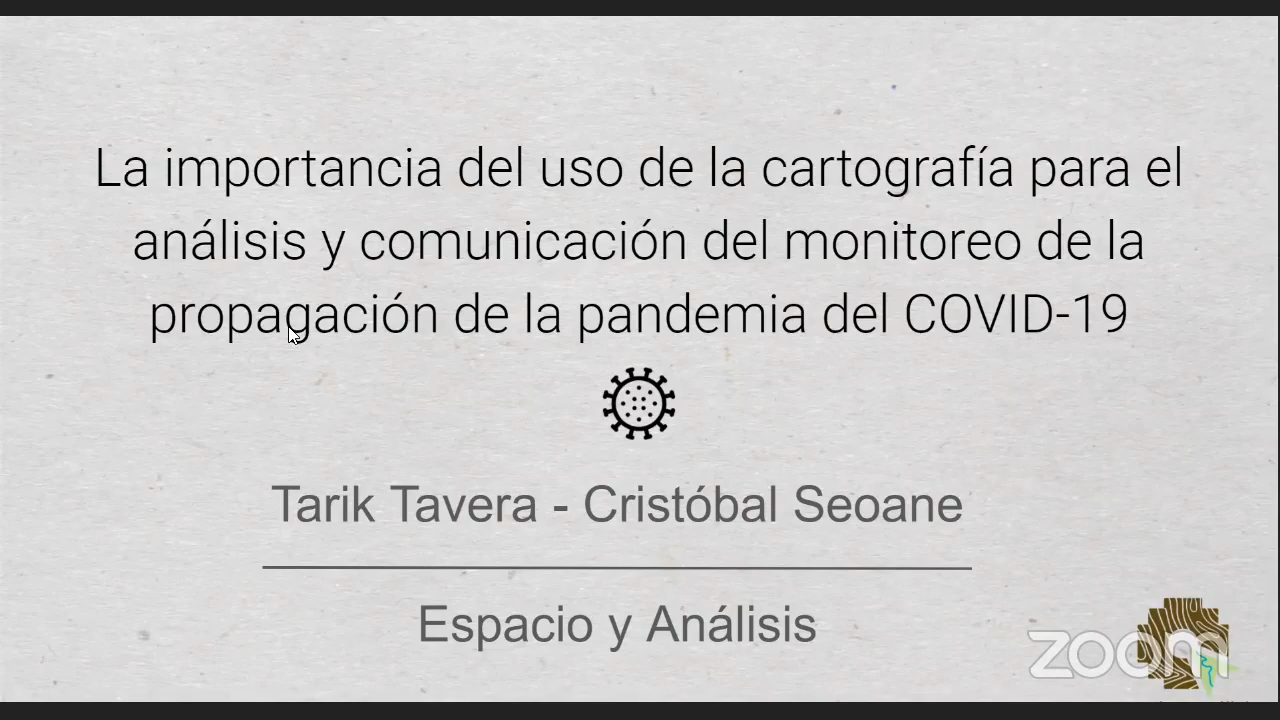 La importancia del uso de la cartografía para el
análisis y comunicación del monitoreo de la
propagación de la pandemia del COVID-19
Tarik Tavera - Cristóbal Seoane
Espacio y Análisis
zoom